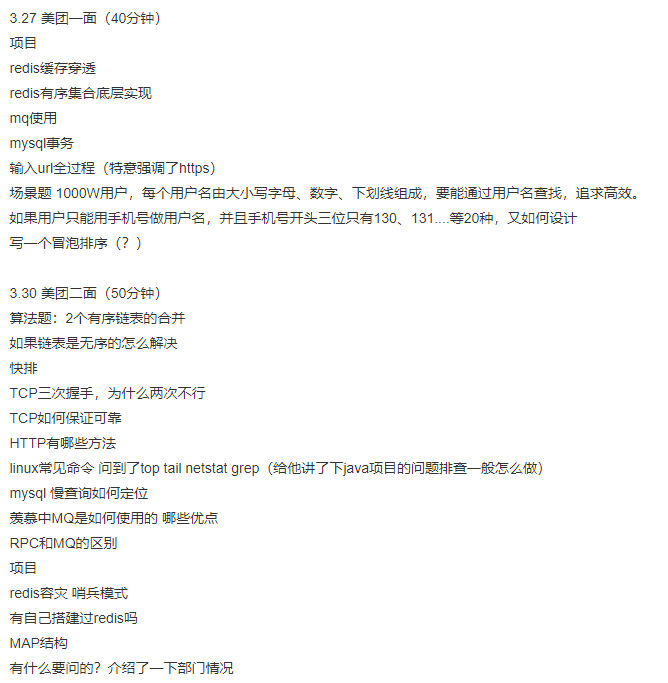 3.27 美团一面（40分钟）
项目
redis缓存穿透
redis有序集合底层实现
mq使用
mysql事务
输入url全过程（特意强调了https）
场景题 1000W用户，每个用户名由大小写字母、数字、下划线组成，要能通过用户名查找，追求高效。
如果用户只能用手机号做用户名，并且手机号开头三位只有130、131....等20种，又如何设计
写一个冒泡排序（？）
3.30 美团二面（50分钟）
算法题：2个有序链表的合并
如果链表是无序的怎么解决
快排
TCP三次握手，为什么两次不行
TCP如何保证可靠
HTTP有哪些方法
linux常见命令 问到了top tail netstat grep（给他讲了下java项目的问题排查一般怎么做）
mysql 慢查询如何定位
羡慕中MQ是如何使用的 哪些优点
RPC和MQ的区别
项目
redis容灾 哨兵模式
有自己搭建过redis吗
MAP结构
有什么要问的？介绍了一下部门情况